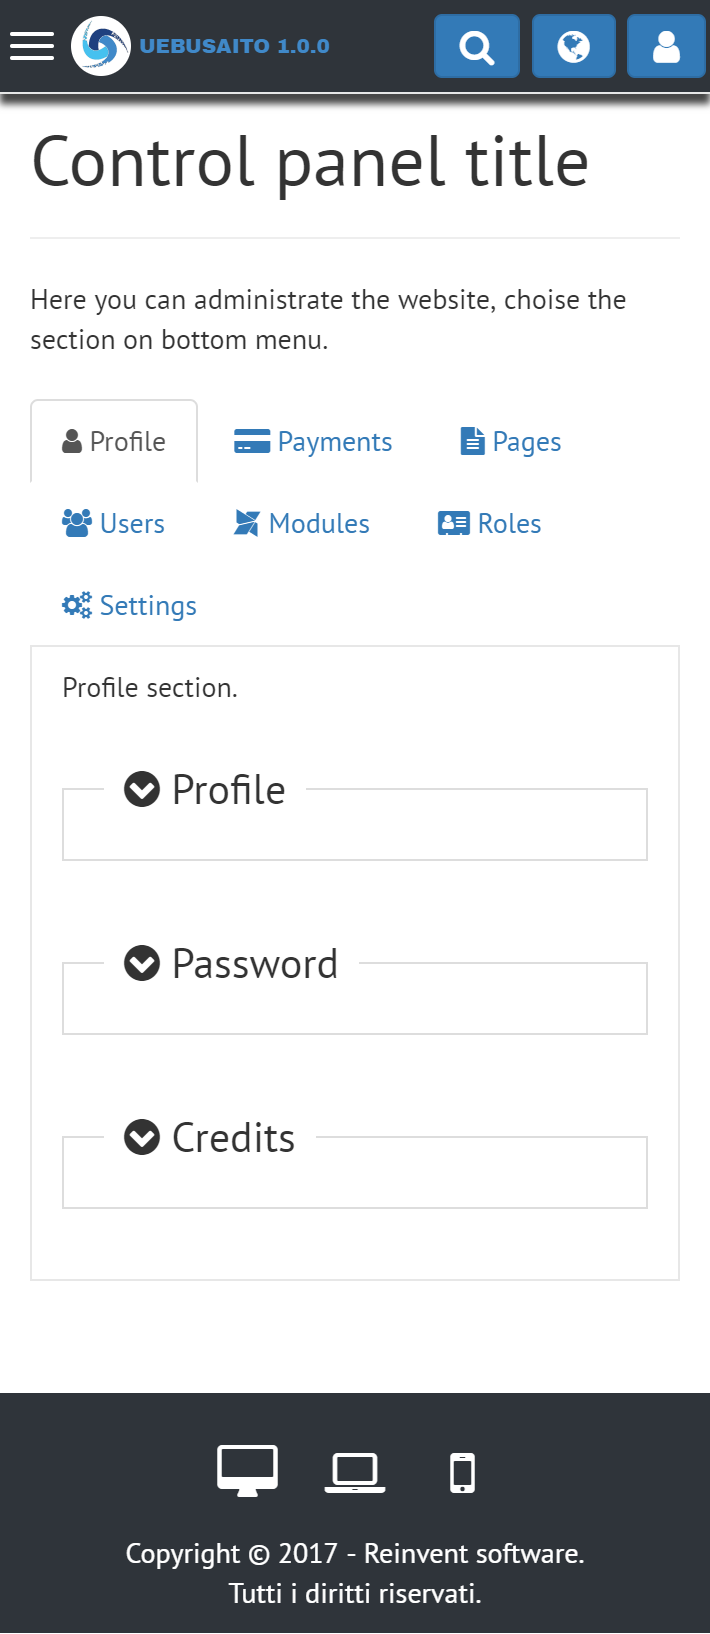 UEBUSAITO 1.0.0
Control panel title
Here you can administrate the website, choise the
section on bottom menu.
Profile
Payments
Pages
Users
Modules
Roles
Settings
Profile section.
Profile
Password
Credits
Copyright © 2017 - Reinvent software.
Tutti i diritti riservati.